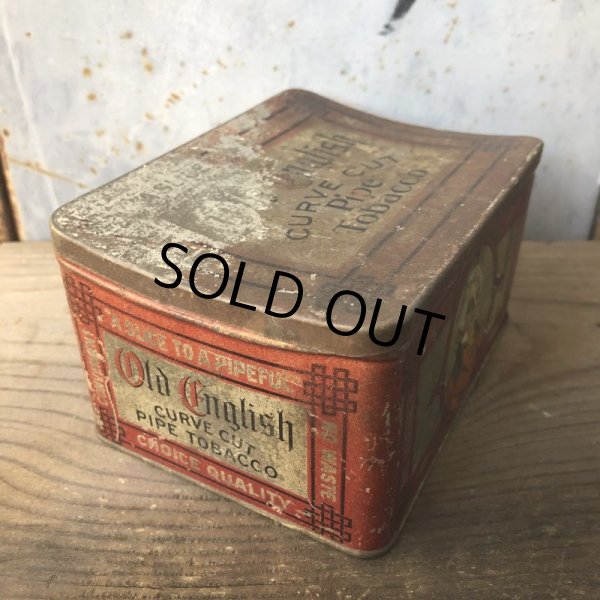 English
CURVE CUT
Pipe CUT
Tobacco
SOLD OUT
A SLICE TO A PIPEFUL
Old English
CURVE CUT
PIPE TOBACCO
NO WASTE
CHOICE QUALITY